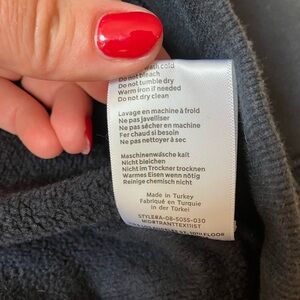 wash cold
Do not bleach
Do not tumble dry
Warm iron if needed
Do not dry clean
Lavage en machine à froid
Ne pas javelliser
Ne pas sécher en machine
Fer chaud si besoin
Ne pas nettoyer à sec
Maschinenwäsche kalt
Nicht bleichen
Nicht im Trockner trocknen
Warmes Eisen wenn nötig
Reinige chemisch nicht
Made in Turkey
Fabriqué en Turquie
in der Türkei
FLOOR